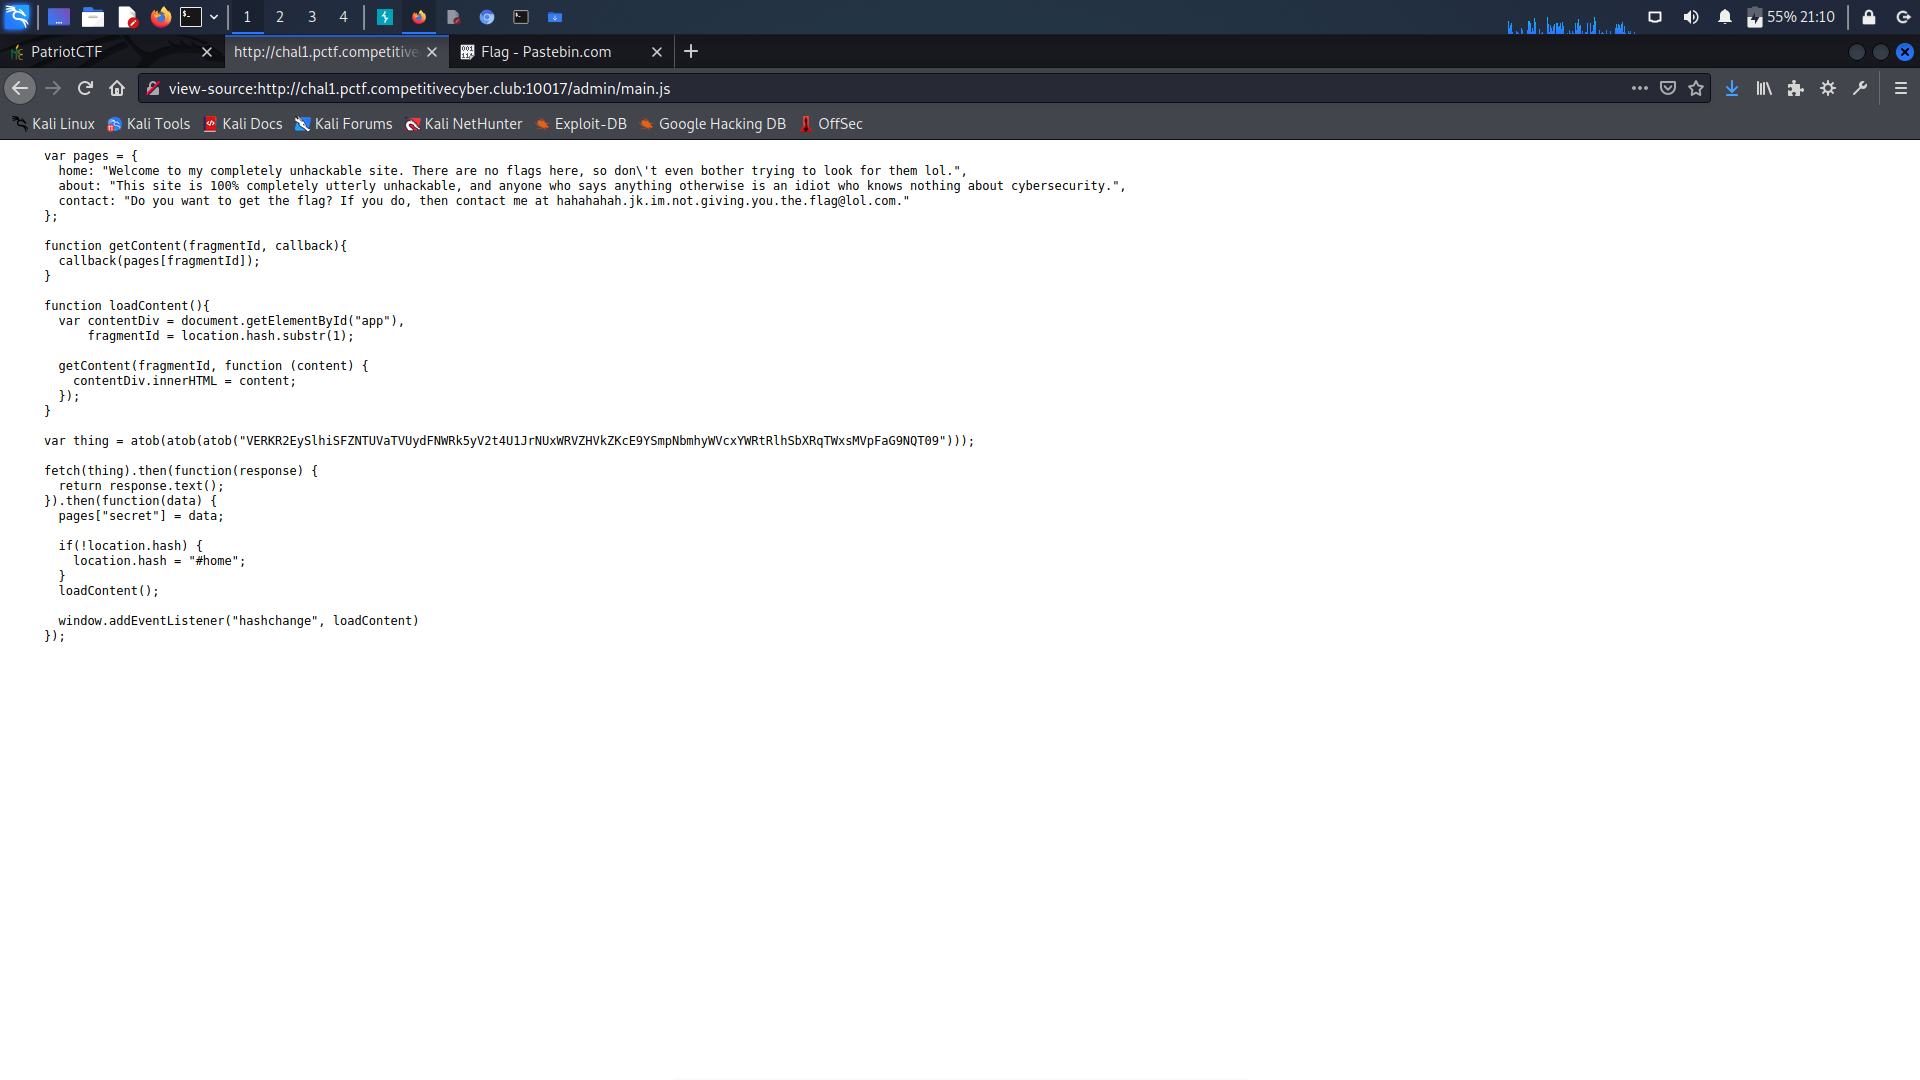 1 2 3 4 55% 21:10
PatriotCTF http://chal1.pctf.competitive Flag - Pastebin.com
view-source:http://chal1.pctf.competitivecyber.club:10017/admin/main.js
Kali Linux Kali Tools Kali Docs Kali Forums Kali NetHunter Exploit-DB Google Hacking DB OffSec
var pages = {
  home: "Welcome to my completely unhackable site. There are no flags here, so don\'t even bother trying to look for them lol.",
  about: "This site is 100% completely utterly unhackable, and anyone who says anything otherwise is an idiot who knows nothing about cybersecurity.",
  contact: "Do you want to get the flag? If you do, then contact me at hahahahah.jk.im.not.giving.you.the.flag@lol.com."
};
function getContent(fragmentId, callback){
  callback(pages[fragmentId]);
}
function loadContent(){
  var contentDiv = document.getElementById("app"),
      fragmentId = location.hash.substr(1);
  getContent(fragmentId, function (content) {
    contentDiv.innerHTML = content;
  });
}
var thing = atob(atob(atob("VERKR2EySlhiSFZNTUVaTVUydFNWRk5yV2t4U1JrNUxWRVZHVkZKcE9YSmpNbmhyWVcxYWRtRlhSbXRqTWxsMVpFaG9NQT09")));
fetch(thing).then(function(response) {
  return response.text();
}).then(function(data) {
  pages["secret"] = data;
  if(!location.hash) {
    location.hash = "#home";
  }
  loadContent();
  window.addEventListener("hashchange", loadContent)
});